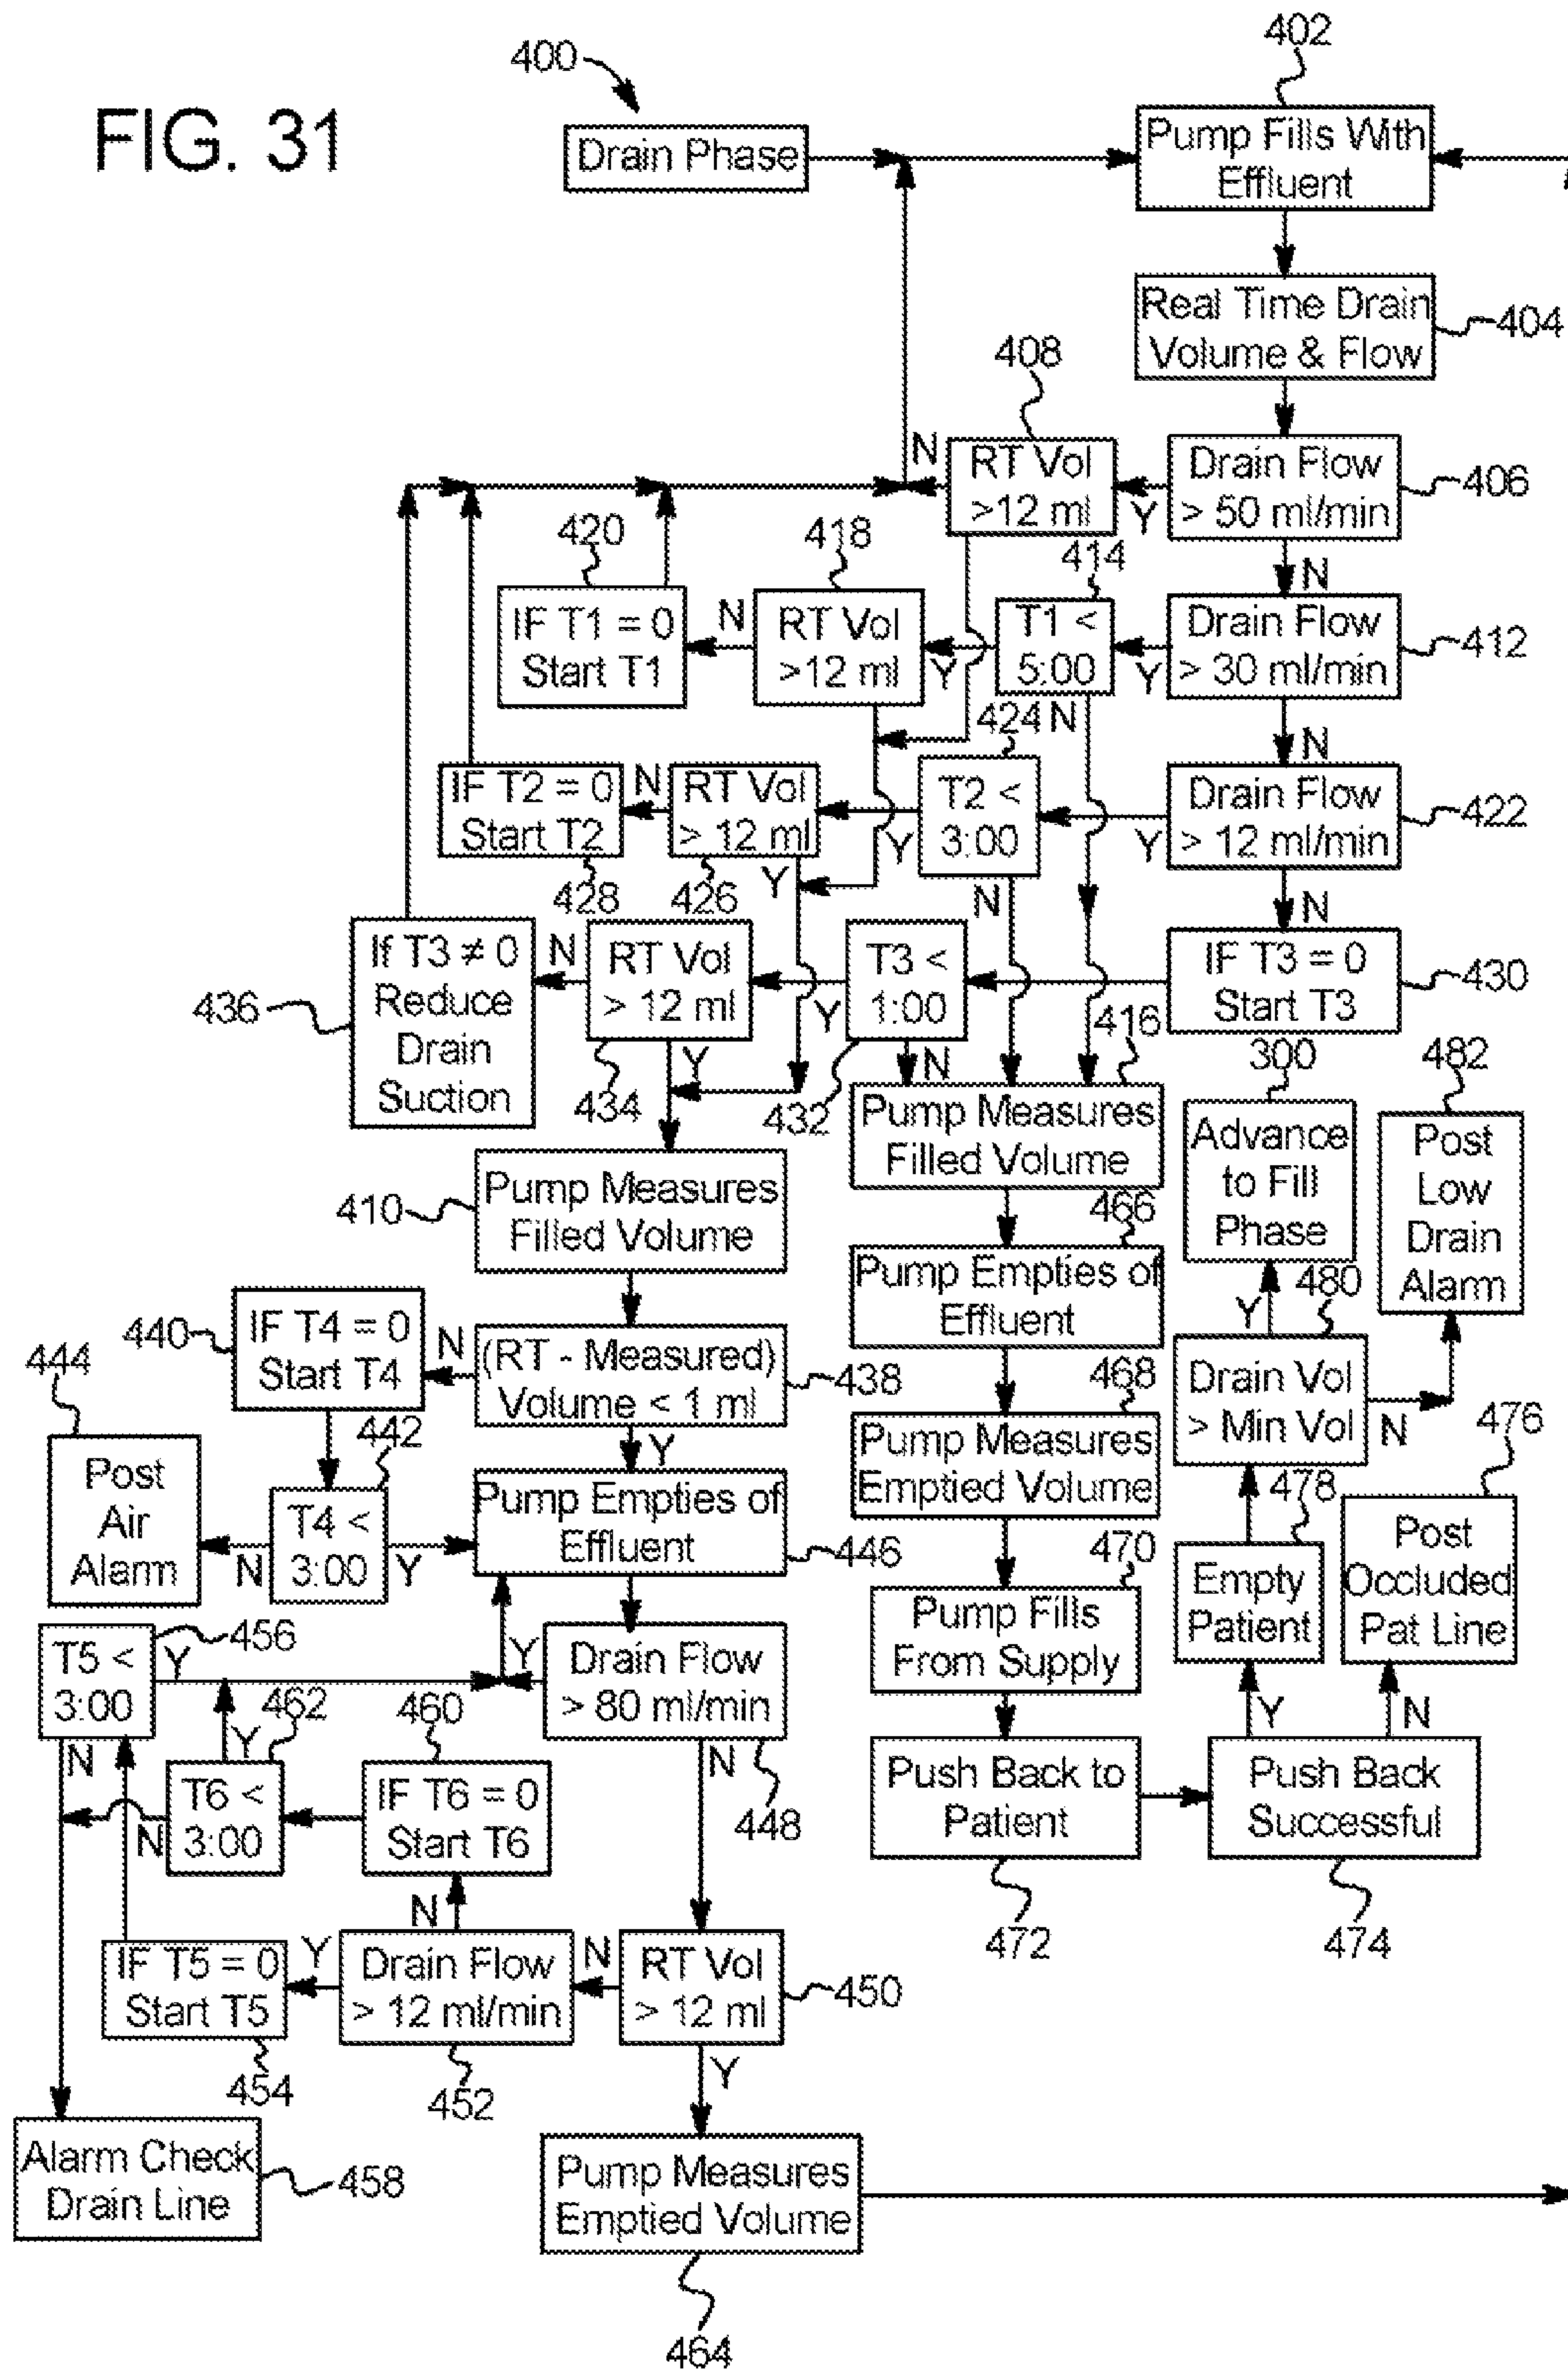 FIG. 31
400
402
Drain Phase
Pump Fills With
Effluent
Real Time Drain
Volume & Flow
404
408
N
RT Vol
>12 ml
Y
Drain Flow
> 50 ml/min
406
N
420
IF T1 = 0
Start T1
N
418
RT Vol
>12 ml
Y
414
T1 <
5:00
Y
N
Drain Flow
> 30 ml/min
412
N
IF T2 = 0
Start T2
428
N
RT Vol
> 12 ml
426
Y
Y
424
T2 <
3:00
N
Y
Drain Flow
> 12 ml/min
422
N
If T3 ≠ 0
Reduce
Drain
Suction
436
N
RT Vol
> 12 ml
434
Y
Y
T3 <
1:00
432
N
IF T3 = 0
Start T3
430
416
300
482
Pump Measures
Filled Volume
410
Pump Measures
Filled Volume
Advance
to Fill
Phase
Post
Low
Drain
Alarm
466
Pump Empties of
Effluent
440
IF T4 = 0
Start T4
N
(RT - Measured)
Volume < 1 ml
438
Y
480
Y
Drain Vol
> Min Vol
N
444
Post
Air
Alarm
N
442
T4 <
3:00
Y
Pump Empties of
Effluent
446
468
Pump Measures
Emptied Volume
478
Empty
Patient
476
Post
Occluded
Pat Line
470
Pump Fills
From Supply
T5 <
3:00
456
Y
N
Y
Drain Flow
> 80 ml/min
448
N
462
Y
T6 <
3:00
N
460
IF T6 = 0
Start T6
Push Back to
Patient
472
Y
N
Push Back
Successful
474
IF T5 = 0
Start T5
454
Y
N
Drain Flow
> 12 ml/min
452
N
RT Vol
> 12 ml
450
Y
Alarm Check
Drain Line
458
Pump Measures
Emptied Volume
464